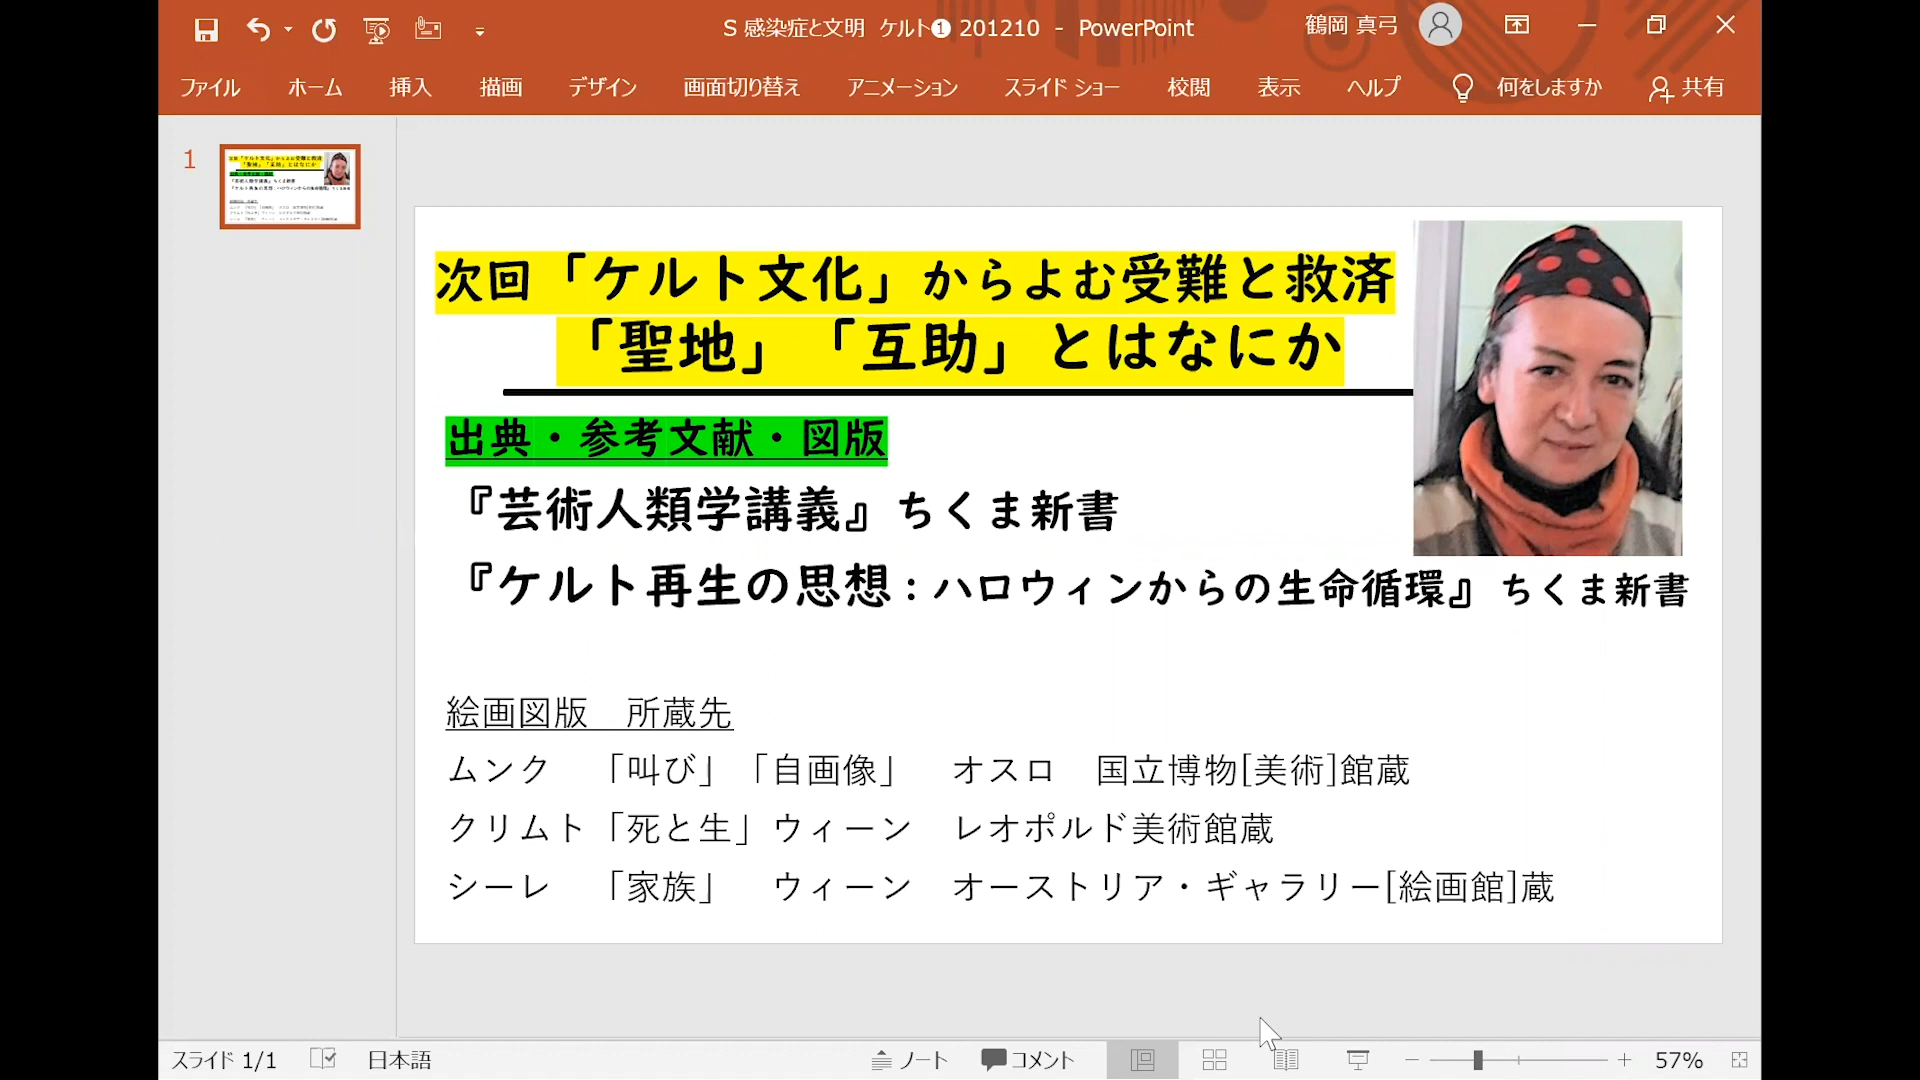 S 感染症と文明 ケルト❶ 201210 - PowerPoint
鶴岡 真弓
ファイル ホーム 挿入 描画 デザイン 画面切り替え アニメーション スライド ショー 校閲 表示 ヘルプ 何をしますか 共有
1
次回「ケルト文化」からよむ受難と救済
「聖地」「互助」とはなにか
出典・参考文献・図版
『芸術人類学講義』ちくま新書
『ケルト再生の思想：ハロウィンからの生命循環』ちくま新書
絵画図版 所蔵先
ムンク 「叫び」「自画像」 オスロ 国立博物[美術]館蔵
クリムト「死と生」ウィーン レオポルド美術館蔵
シーレ 「家族」 ウィーン オーストリア・ギャラリー[絵画館]蔵
スライド 1/1 日本語 ノート コメント 57%